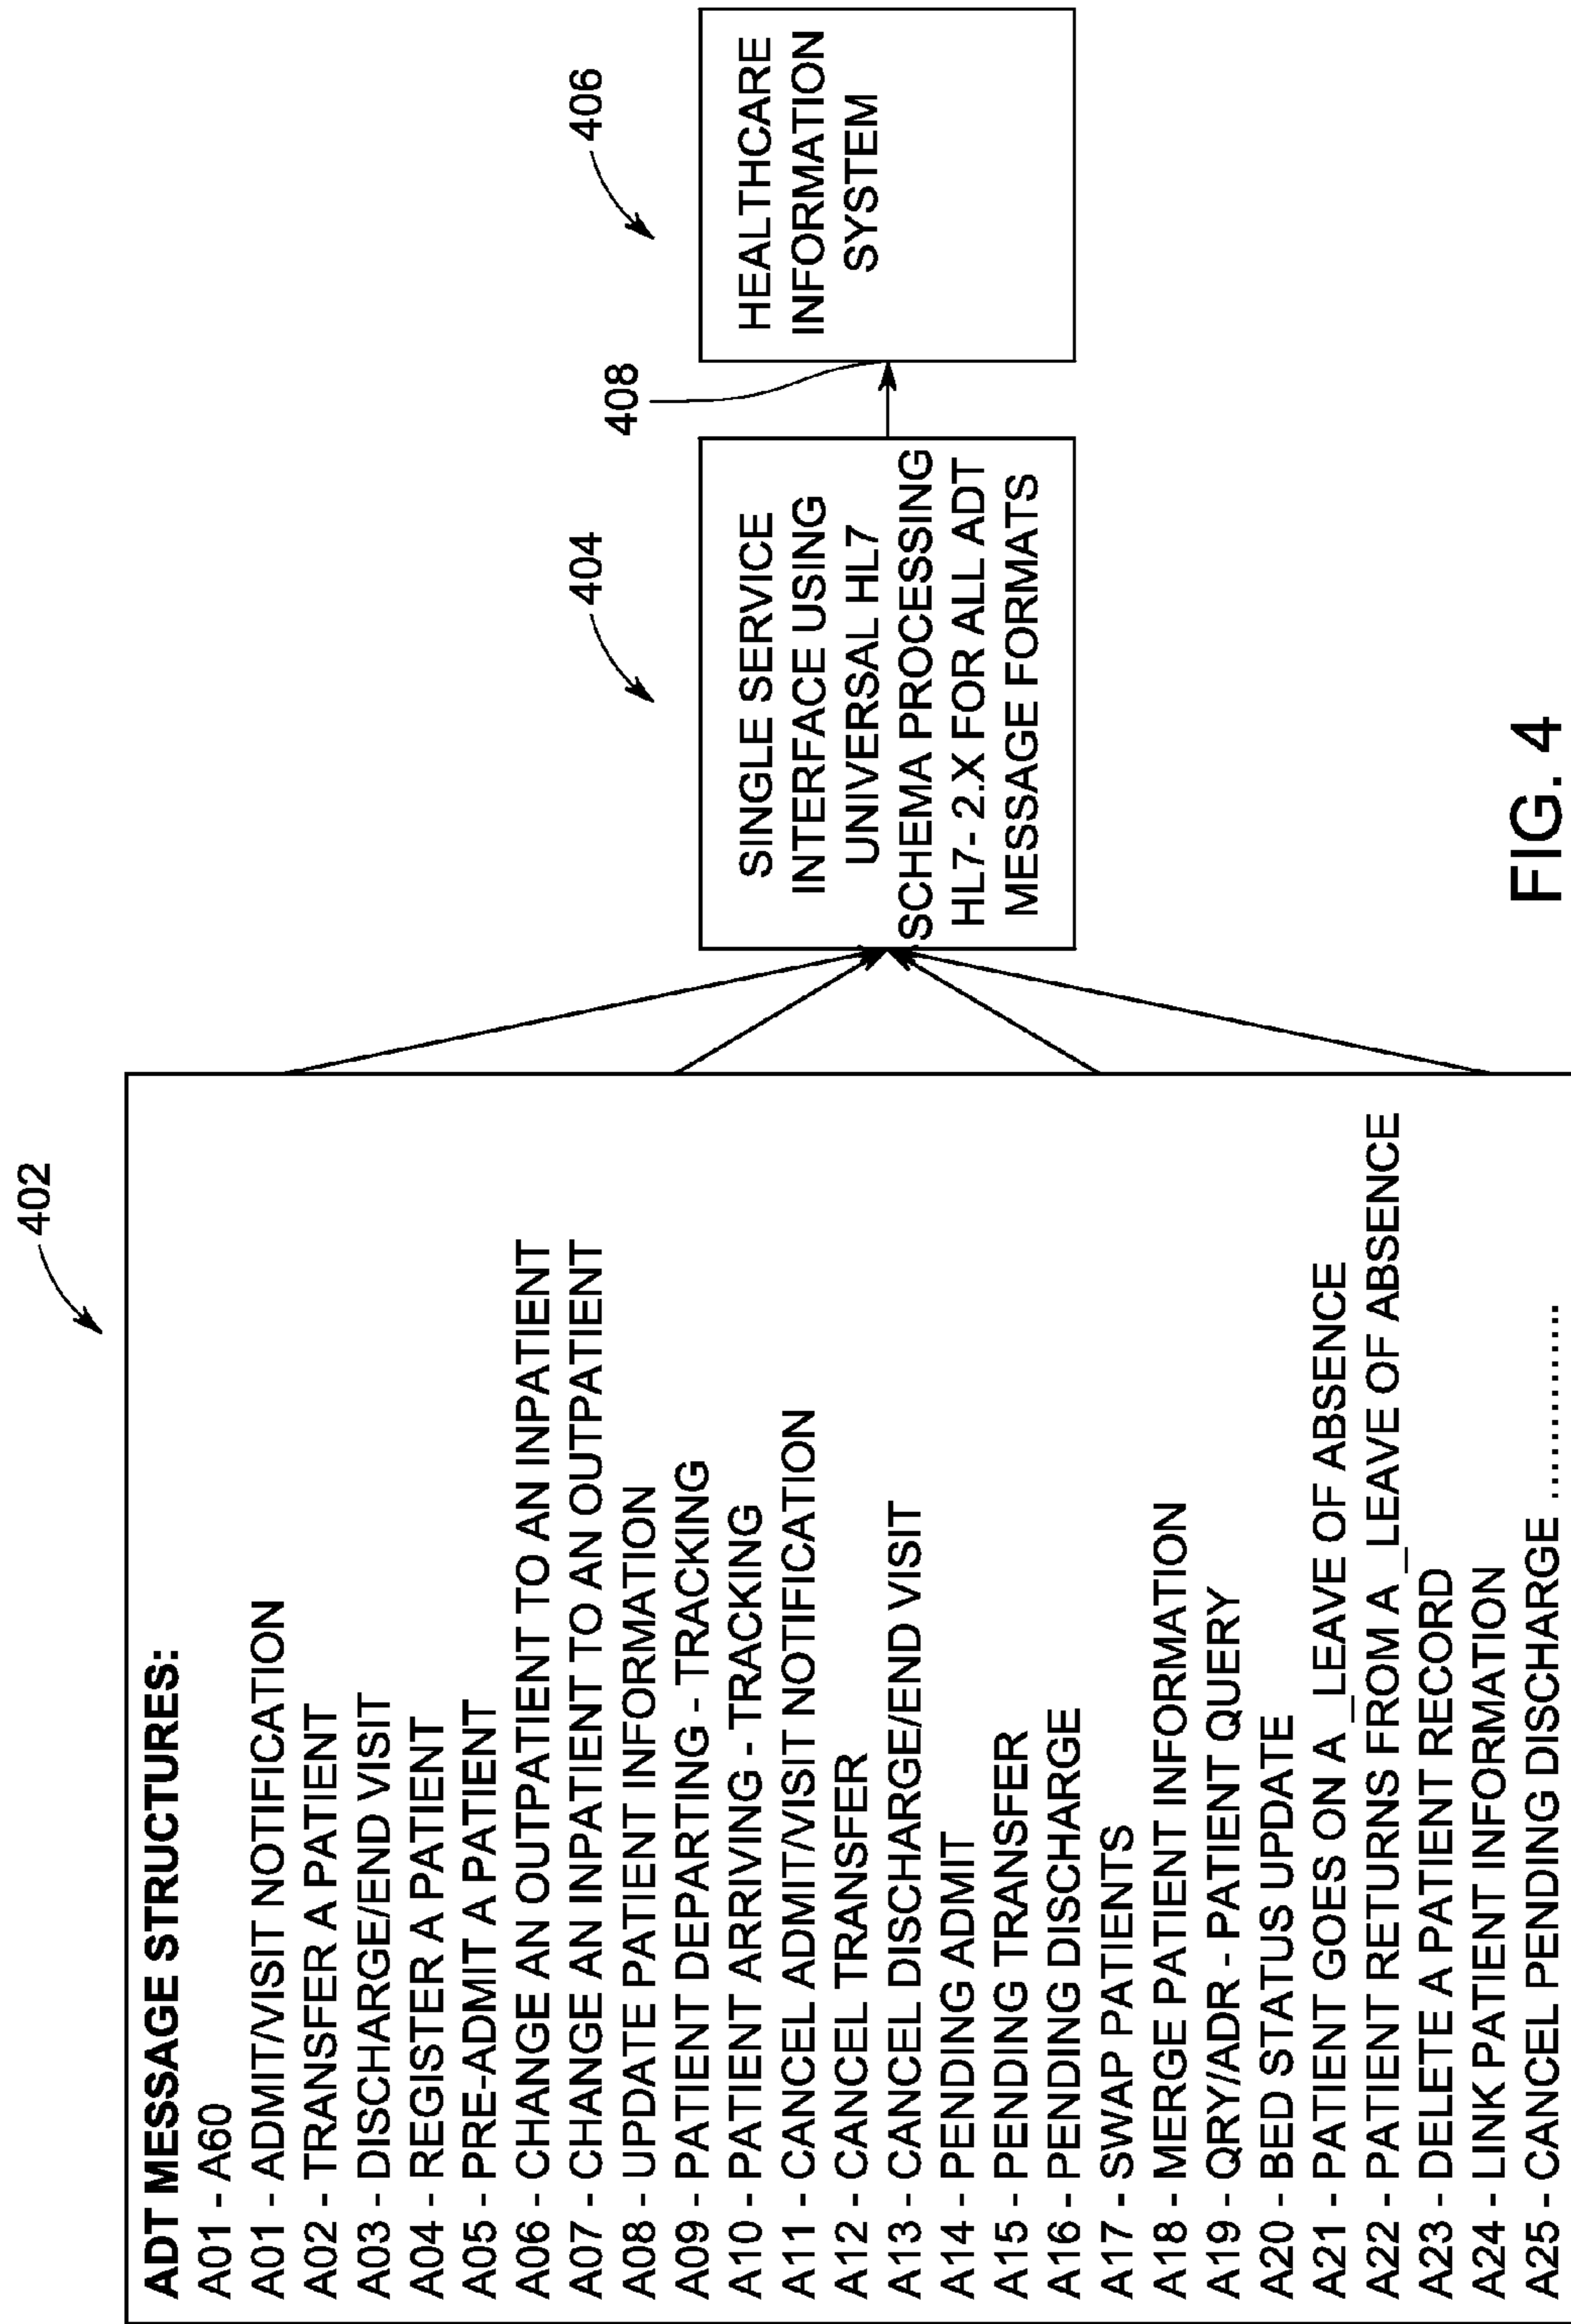 402
ADT MESSAGE STRUCTURES:
A01 - A60
A01 - ADMIT/VISIT NOTIFICATION
A02 - TRANSFER A PATIENT
A03 - DISCHARGE/END VISIT
A04 - REGISTER A PATIENT
A05 - PRE-ADMIT A PATIENT
A06 - CHANGE AN OUTPATIENT TO AN INPATIENT
A07 - CHANGE AN INPATIENT TO AN OUTPATIENT
A08 - UPDATE PATIENT INFORMATION
A09 - PATIENT DEPARTING - TRACKING
A10 - PATIENT ARRIVING - TRACKING
A11 - CANCEL ADMIT/VISIT NOTIFICATION
A12 - CANCEL TRANSFER
A13 - CANCEL DISCHARGE/END VISIT
A14 - PENDING ADMIT
A15 - PENDING TRANSFER
A16 - PENDING DISCHARGE
A17 - SWAP PATIENTS
A18 - MERGE PATIENT INFORMATION
A19 - QRY/ADR - PATIENT QUERY
A20 - BED STATUS UPDATE
A21 - PATIENT GOES ON A _LEAVE OF ABSENCE
A22 - PATIENT RETURNS FROM A _LEAVE OF ABSENCE
A23 - DELETE A PATIENT RECORD
A24 - LINK PATIENT INFORMATION
A25 - CANCEL PENDING DISCHARGE ................
404
SINGLE SERVICE
INTERFACE USING
UNIVERSAL HL7
SCHEMA PROCESSING
HL7- 2.X FOR ALL ADT
MESSAGE FORMATS
408
406
HEALTHCARE
INFORMATION
SYSTEM
FIG. 4